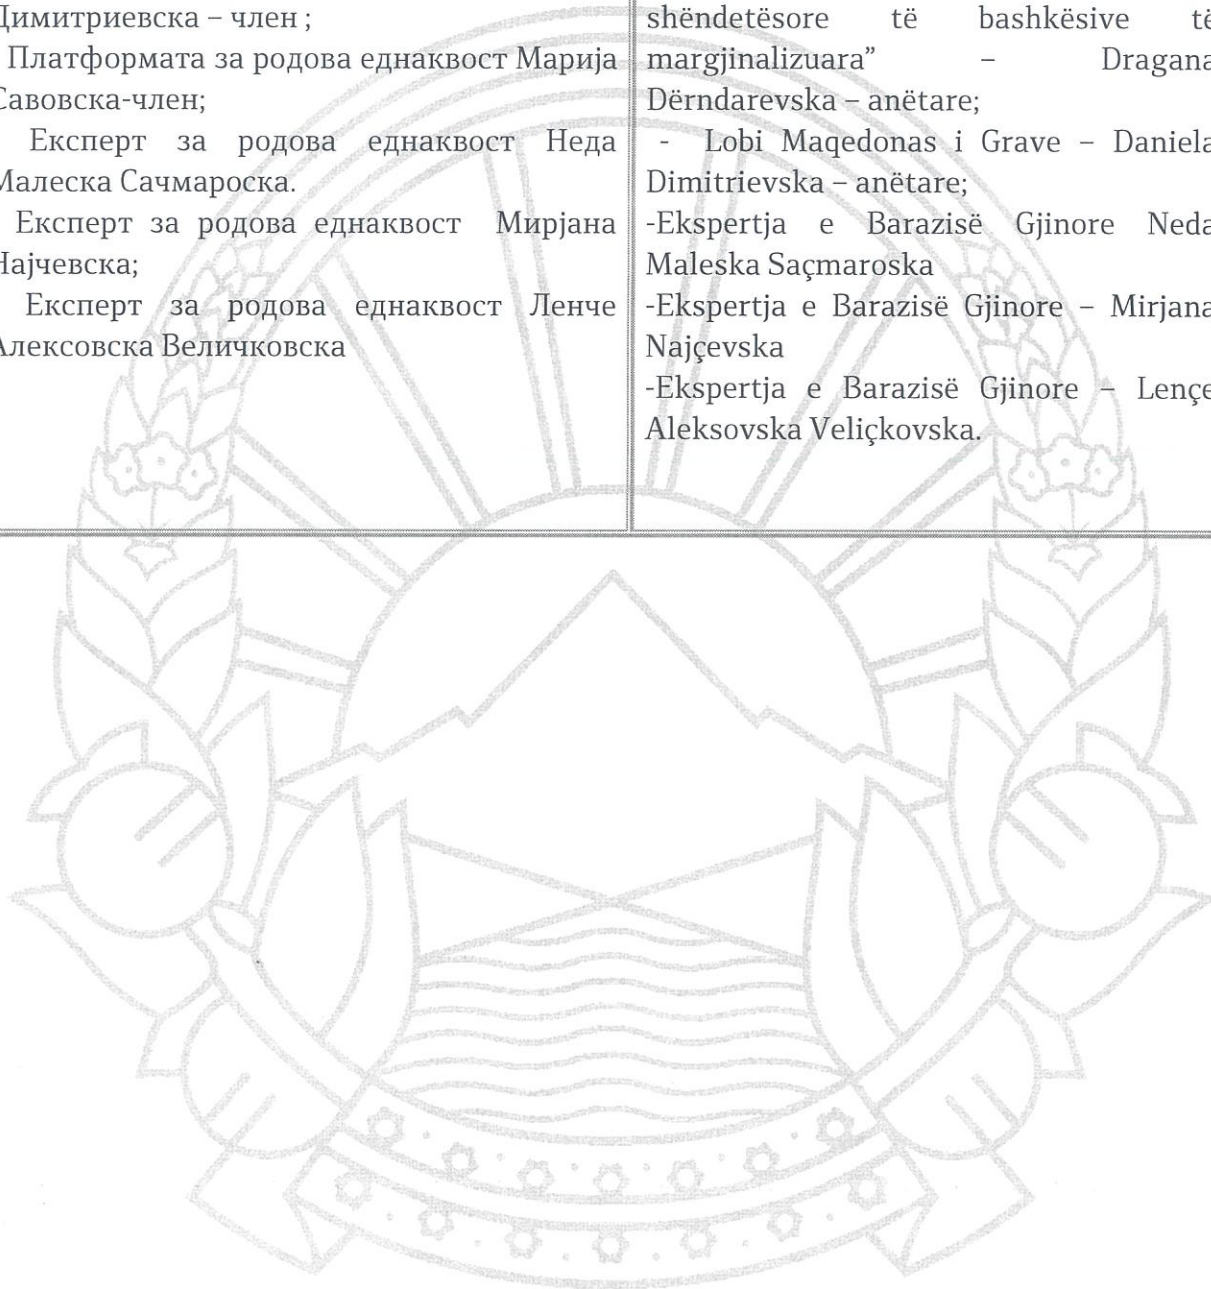 Димитриевска – член ;
Платформата за родова еднаквост Марија
Савовска-член;
Експерт за родова еднаквост Неда
Малеска Сачмароска.
Експерт за родова еднаквост Мирјана
Најчевска;
Експерт за родова еднаквост Ленче
Алексовска Величковска
shëndetësore të bashkësive të
margjinalizuara” – Dragana
Dërndarevska – anëtare;
- Lobi Maqedonas i Grave – Daniela
Dimitrievska – anëtare;
-Ekspertja e Barazisë Gjinore Neda
Maleska Saçmaroska
-Ekspertja e Barazisë Gjinore – Mirjana
Najçevska
-Ekspertja e Barazisë Gjinore – Lençe
Aleksovska Veliçkovska.